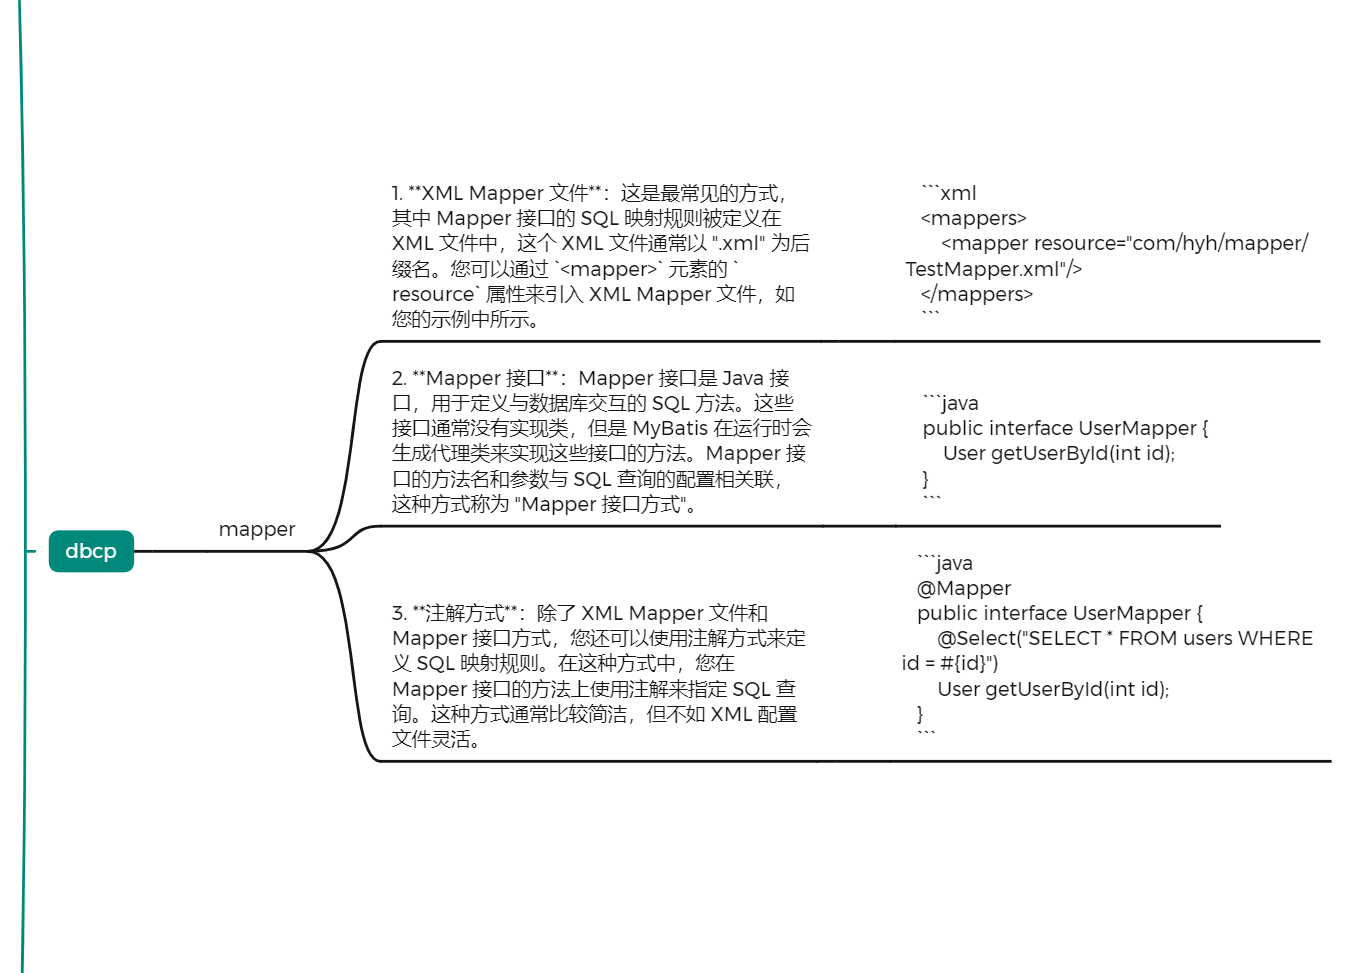 dbcp
mapper
1. **XML Mapper 文件**：这是最常见的方式，
其中 Mapper 接口的 SQL 映射规则被定义在
XML 文件中，这个 XML 文件通常以 ".xml" 为后
缀名。您可以通过 `<mapper>` 元素的 `
resource` 属性来引入 XML Mapper 文件，如
您的示例中所示。
```xml
<mappers>
<mapper resource="com/hyh/mapper/
TestMapper.xml"/>
</mappers>
```
2. **Mapper 接口**：Mapper 接口是 Java 接
口，用于定义与数据库交互的 SQL 方法。这些
接口通常没有实现类，但是 MyBatis 在运行时会
生成代理类来实现这些接口的方法。Mapper 接
口的方法名和参数与 SQL 查询的配置相关联，
这种方式称为 "Mapper 接口方式"。
```java
public interface UserMapper {
User getUserById(int id);
}
```
3. **注解方式**：除了 XML Mapper 文件和
Mapper 接口方式，您还可以使用注解方式来定
义 SQL 映射规则。在这种方式中，您在
Mapper 接口的方法上使用注解来指定 SQL 查
询。这种方式通常比较简洁，但不如 XML 配置
文件灵活。
```java
@Mapper
public interface UserMapper {
@Select("SELECT * FROM users WHERE
id = #{id}")
User getUserById(int id);
}
```